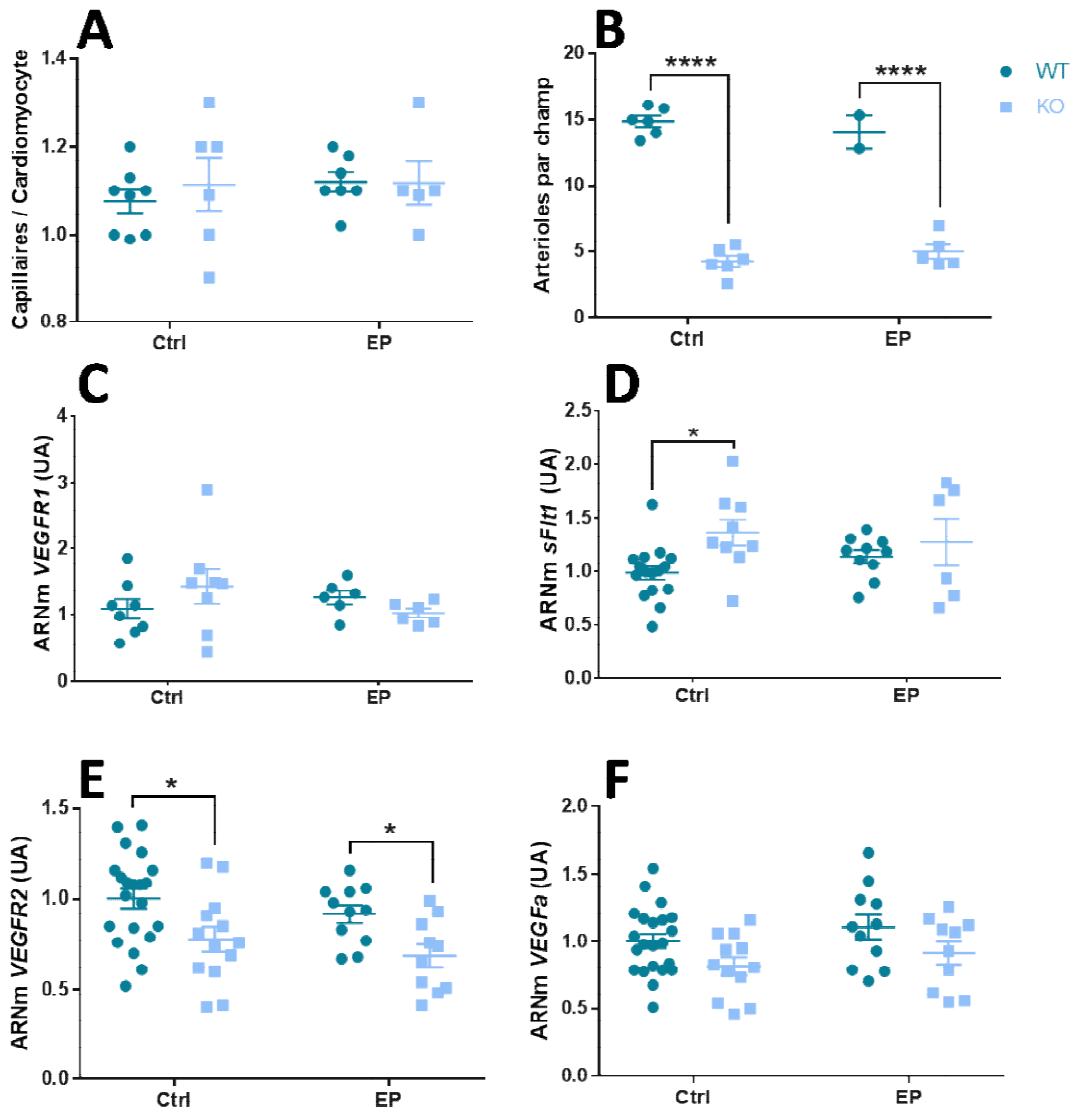 A
Capillaires / Cardiomyocyte
1.4
1.2
1.0
0.8
Ctrl
EP
B
Arterioles par champ
20
15
10
5
0
****
****
Ctrl
EP
WT
KO
C
ARNm VEGFR1 (UA)
4
3
2
1
0
Ctrl
EP
D
ARNm sFlt1 (UA)
2.5
2.0
1.5
1.0
0.5
0.0
*
Ctrl
EP
E
ARNm VEGFR2 (UA)
1.5
1.0
0.5
0.0
*
*
Ctrl
EP
F
ARNm VEGFa (UA)
2.0
1.5
1.0
0.5
0.0
Ctrl
EP